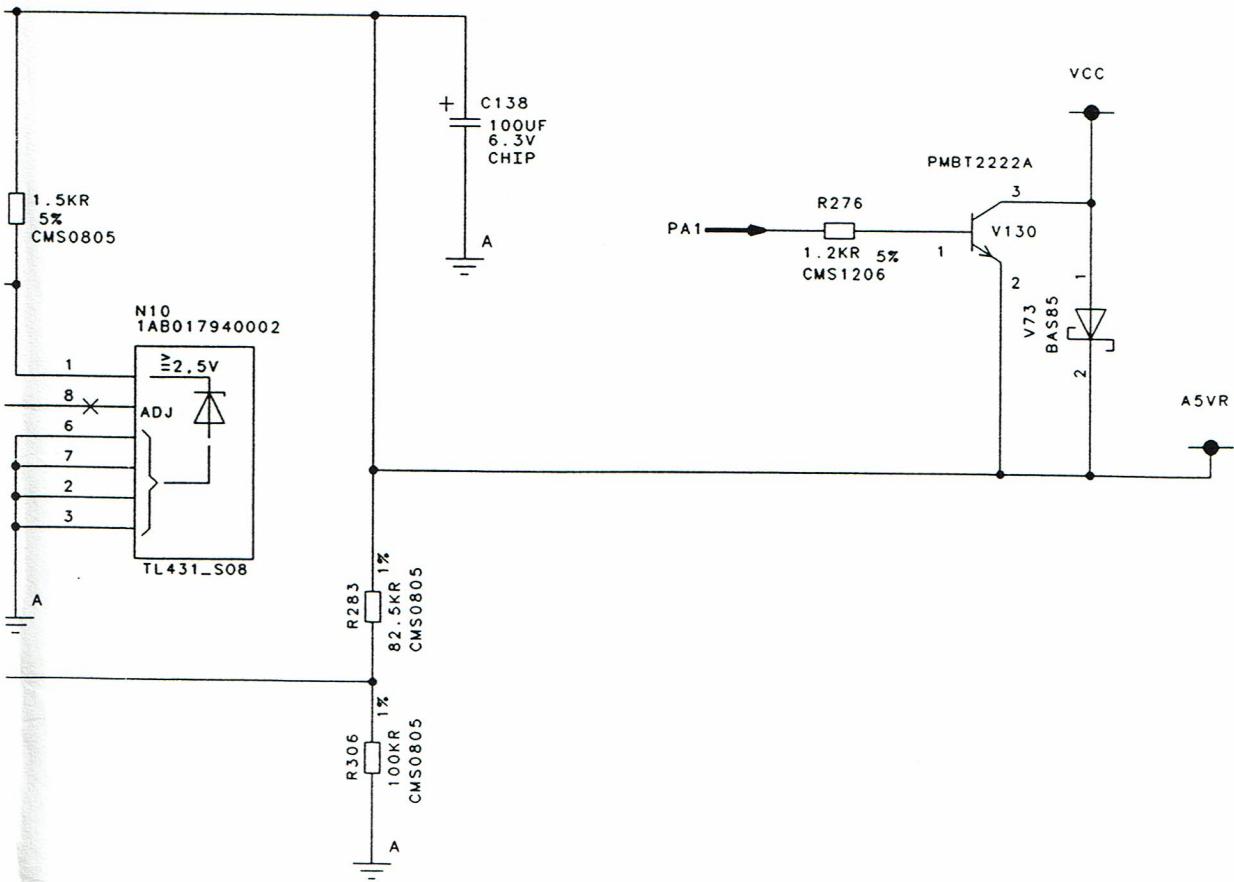 VCC
+ C138
100UF
6.3V
CHIP
PMBT2222A
1.5KR
5%
CMS0805
R276
3
PA1
V130
1
1.2KR 5%
CMS1206
2
A
N10
1AB017940002
V73
BAS85
1
2
1
≥2,5V
8
ADJ
6
7
2
3
TL431_SO8
A5VR
A
R283
1%
82.5KR
CMS0805
R306
1%
100KR
CMS0805
A